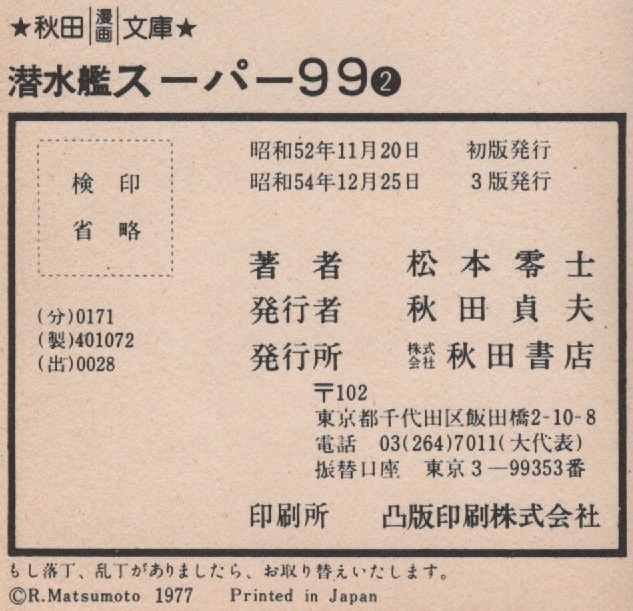 ★秋田漫画文庫★
潜水艦スーパー99❷
検印
省略
昭和52年11月20日 初版発行
昭和54年12月25日 3版発行
著者 松本零士
発行者 秋田貞夫
発行所 株式会社 秋田書店
〒102
東京都千代田区飯田橋2-10-8
電話 03(264)7011(大代表)
振替口座 東京3—99353番
印刷所 凸版印刷株式会社
(分)0171
(製)401072
(出)0028
もし落丁、乱丁がありましたら、お取り替えいたします。
©R.Matsumoto 1977 Printed in Japan